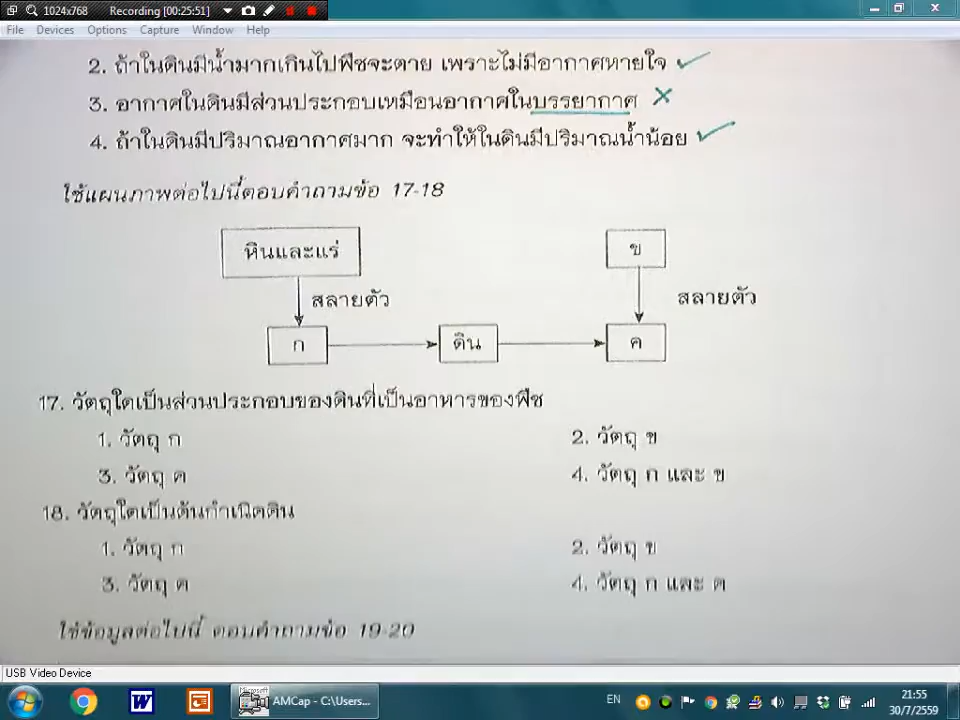 1024x768 Recording [00:25:51]
File Devices Options Capture Window Help
2. ถ้าในดินมีน้ำมากเกินไปพืชจะตาย เพราะไม่มีอากาศหายใจ
3. อากาศในดินมีส่วนประกอบเหมือนอากาศในบรรยากาศ
4. ถ้าในดินมีปริมาณอากาศมาก จะทำให้ในดินมีปริมาณน้ำน้อย
ใช้แผนภาพต่อไปนี้ตอบคำถามข้อ 17-18
หินและแร่ ข
สลายตัว สลายตัว
ก ดิน ค
17. วัตถุใดเป็นส่วนประกอบของดินที่เป็นอาหารของพืช
1. วัตถุ ก 2. วัตถุ ข
3. วัตถุ ค 4. วัตถุ ก และ ข
18. วัตถุใดเป็นต้นกำเนิดดิน
1. วัตถุ ก 2. วัตถุ ข
3. วัตถุ ค 4. วัตถุ ก และ ค
ใช้ข้อมูลต่อไปนี้ ตอบคำถามข้อ 19-20
USB Video Device
Microsoft
AMCap - C:\Users...
EN
21:55
30/7/2559